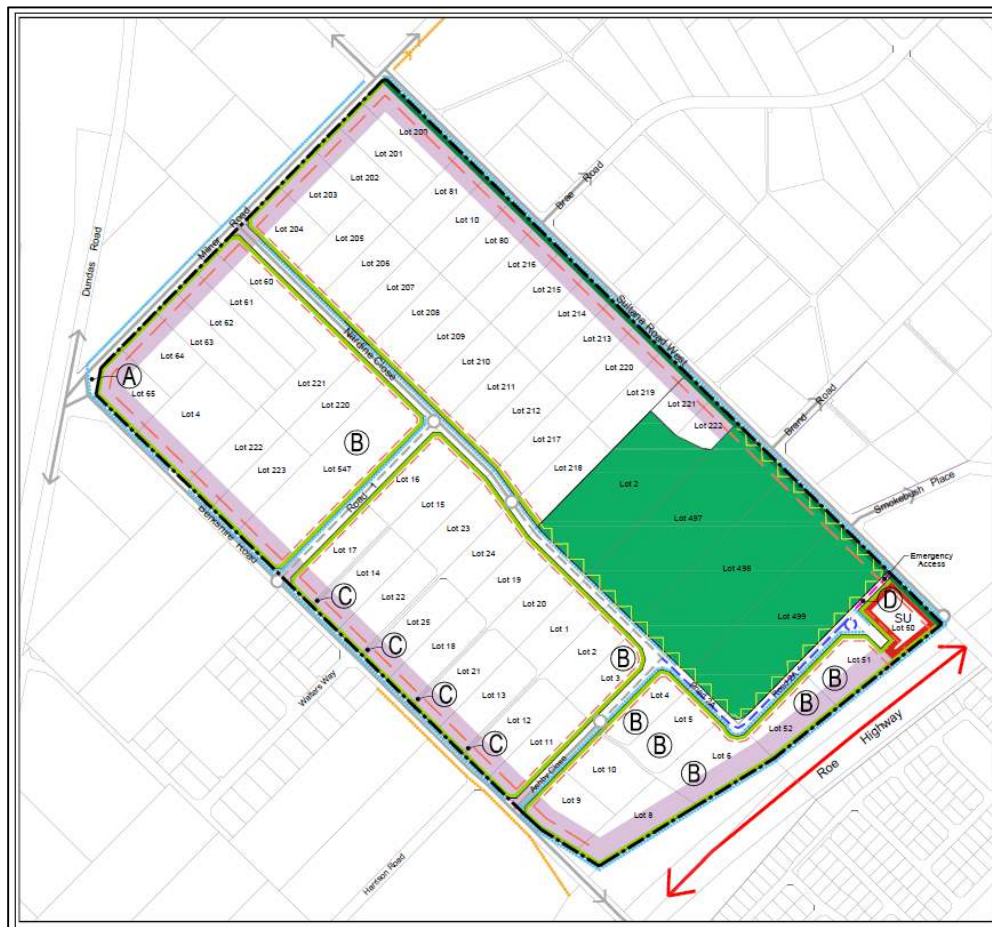 Lot 200
Lot 201
Lot 202
Lot 203
Lot 204
Lot 81
Lot 10
Lot 80
Lot 205
Lot 206
Lot 207
Lot 208
Lot 209
Lot 210
Lot 211
Lot 212
Lot 217
Lot 218
Lot 216
Lot 215
Lot 214
Lot 213
Lot 220
Lot 219
Lot 221
Lot 222
Brae Road
Sultana Road West
Brand Road
Smokebush Place
Milner Road
Dundas Road
Nardine Close
Lot 60
Lot 61
Lot 62
Lot 63
Lot 64
Lot 65
A
Lot 4
Lot 221
Lot 220
B
Lot 222
Lot 223
Lot 547
Road 1
Berkshire Road
Lot 16
Lot 15
Lot 23
Lot 24
Lot 17
Lot 14
Lot 22
Lot 19
Lot 20
Lot 1
Lot 2
Lot 3
B
Lot 25
Lot 18
Lot 21
Lot 13
Lot 12
Lot 11
C
C
C
C
Walters Way
Ashby Close
Harrison Road
Lot 2
Lot 497
Lot 498
Lot 499
Emergency
Access
D
SU
Lot 50
Lot 51
B
B
Lot 52
Road 2A
Lot 4
B
Lot 5
B
Lot 6
B
Lot 10
Lot 9
Lot 8
Roe Highway